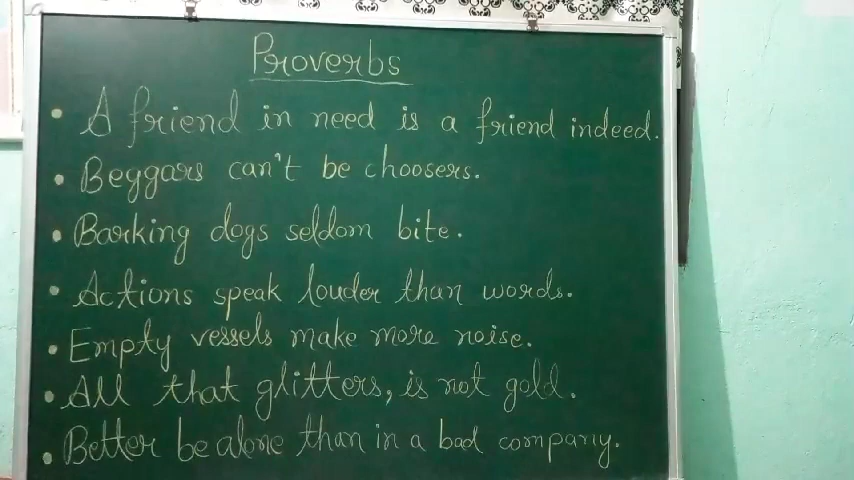 Proverbs
• A friend in need is a friend indeed.
• Beggars can't be choosers.
• Barking dogs seldom bite.
• Actions speak louder than words.
• Empty vessels make more noise.
• All that glitters, is not gold.
• Better be alone than in a bad company.